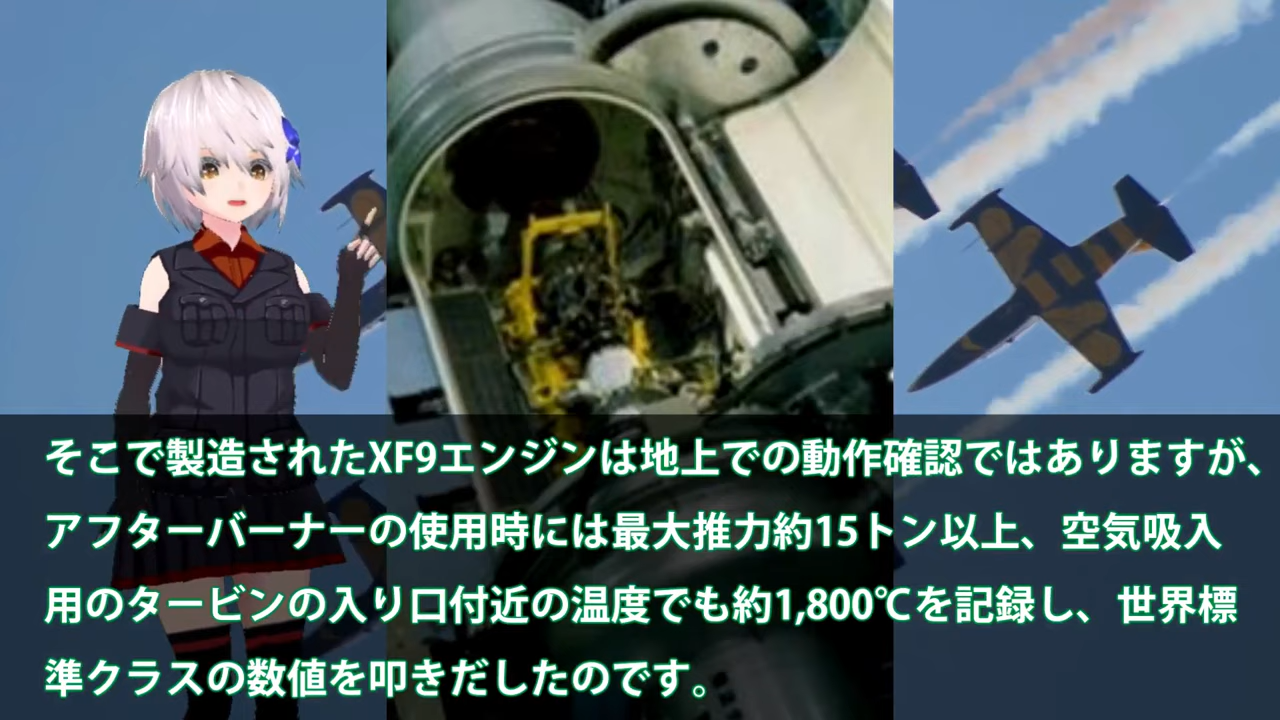 そこで製造されたXF9エンジンは地上での動作確認ではありますが、
アフターバーナーの使用時には最大推力約15トン以上、空気吸入
用のタービンの入り口付近の温度でも約1,800℃を記録し、世界標
準クラスの数値を叩きだしたのです。